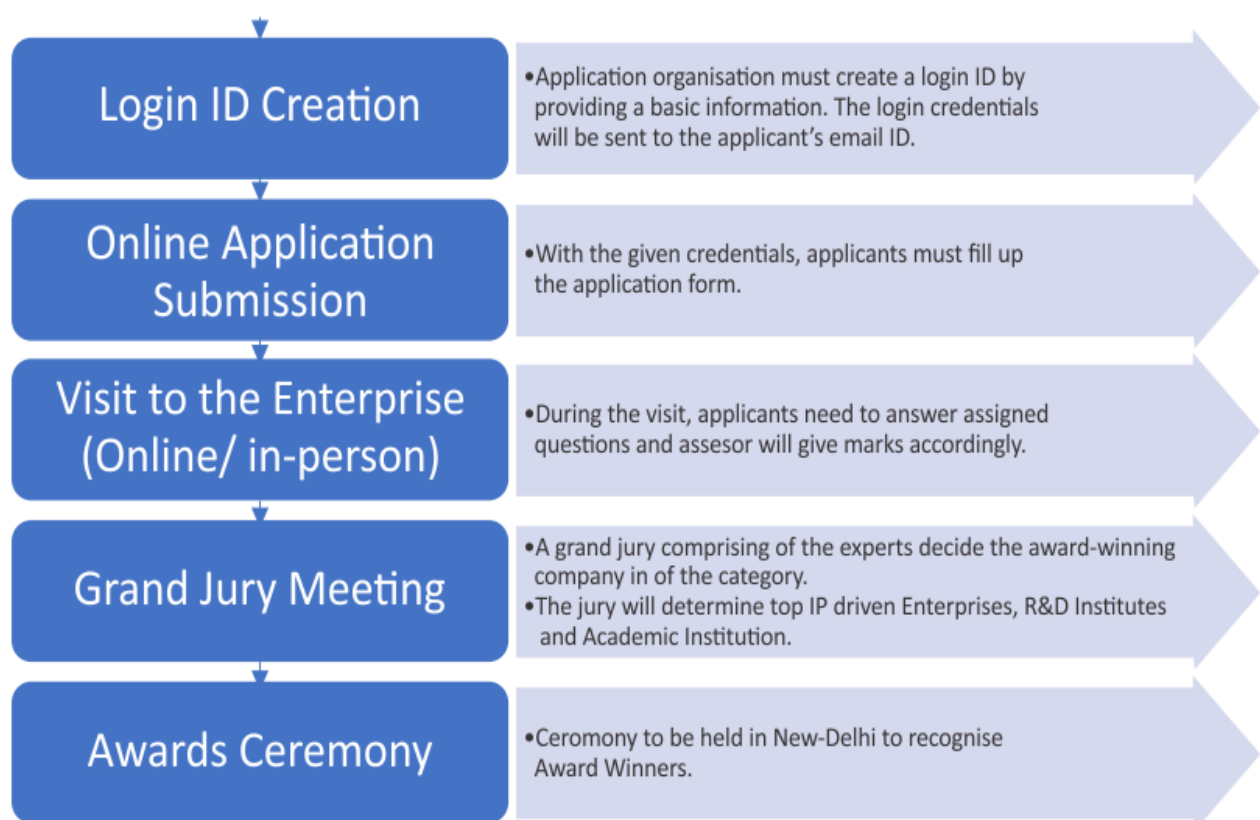 Login ID Creation
•Application organisation must create a login ID by
providing a basic information. The login credentials
will be sent to the applicant’s email ID.
Online Application
Submission
•With the given credentials, applicants must fill up
the application form.
Visit to the Enterprise
(Online/ in-person)
•During the visit, applicants need to answer assigned
questions and assesor will give marks accordingly.
Grand Jury Meeting
•A grand jury comprising of the experts decide the award-winning
company in of the category.
•The jury will determine top IP driven Enterprises, R&D Institutes
and Academic Institution.
Awards Ceremony
•Ceromony to be held in New-Delhi to recognise
Award Winners.